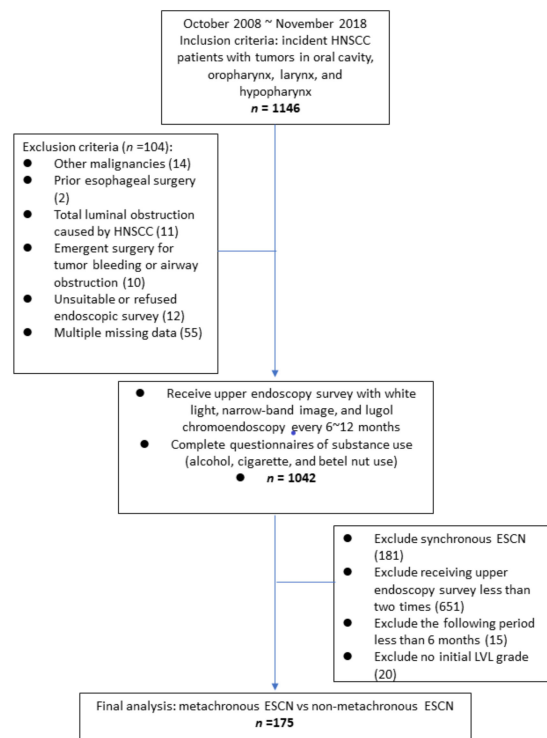 October 2008 ~ November 2018
Inclusion criteria: incident HNSCC
patients with tumors in oral cavity,
oropharynx, larynx, and
hypopharynx
n = 1146
Exclusion criteria (n =104):
● Other malignancies (14)
● Prior esophageal surgery
(2)
● Total luminal obstruction
caused by HNSCC (11)
● Emergent surgery for
tumor bleeding or airway
obstruction (10)
● Unsuitable or refused
endoscopic survey (12)
● Multiple missing data (55)
● Receive upper endoscopy survey with white
light, narrow-band image, and lugol
chromoendoscopy every 6~12 months
● Complete questionnaires of substance use
(alcohol, cigarette, and betel nut use)
● n = 1042
● Exclude synchronous ESCN
(181)
● Exclude receiving upper
endoscopy survey less than
two times (651)
● Exclude the following period
less than 6 months (15)
● Exclude no initial LVL grade
(20)
Final analysis: metachronous ESCN vs non-metachronous ESCN
n =175